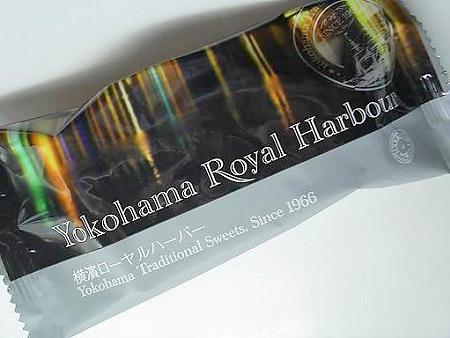 Yokohama Royal Harbour
横濱ローヤルハーバー
Yokohama Traditional Sweets. Since 1966